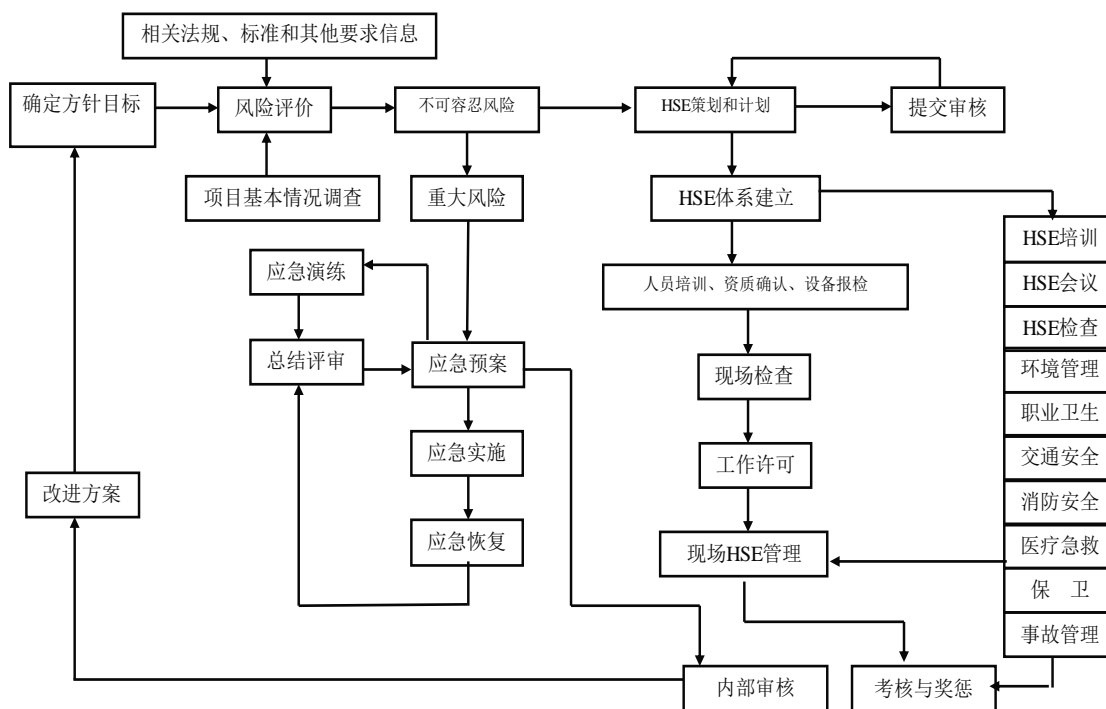 相关法规、标准和其他要求信息
确定方针目标
风险评价
不可容忍风险
HSE策划和计划
提交审核
项目基本情况调查
重大风险
HSE体系建立
HSE培训
应急演练
人员培训、资质确认、设备报检
HSE会议
HSE检查
总结评审
应急预案
现场检查
环境管理
职业卫生
应急实施
工作许可
交通安全
改进方案
消防安全
应急恢复
现场HSE管理
医疗急救
保 卫
事故管理
内部审核
考核与奖惩